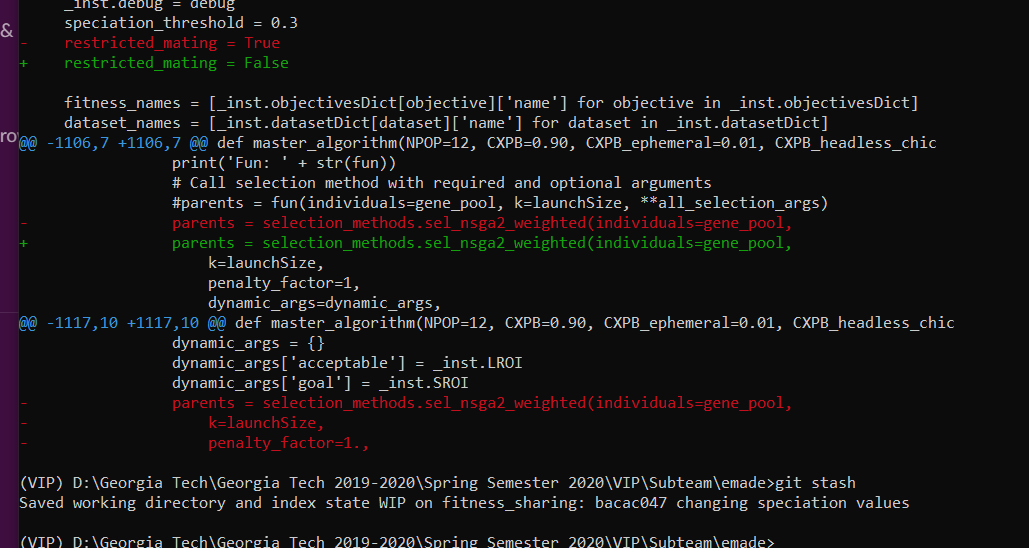 _inst.debug = debug
&
speciation_threshold = 0.3
- restricted_mating = True
+ restricted_mating = False
fitness_names = [_inst.objectivesDict[objective]['name'] for objective in _inst.objectivesDict]
dataset_names = [_inst.datasetDict[dataset]['name'] for dataset in _inst.datasetDict]
@@ -1106,7 +1106,7 @@ def master_algorithm(NPOP=12, CXPB=0.90, CXPB_ephemeral=0.01, CXPB_headless_chic
print('Fun: ' + str(fun))
# Call selection method with required and optional arguments
#parents = fun(individuals=gene_pool, k=launchSize, **all_selection_args)
- parents = selection_methods.sel_nsga2_weighted(individuals=gene_pool,
+ parents = selection_methods.sel_nsga2_weighted(individuals=gene_pool,
k=launchSize,
penalty_factor=1,
dynamic_args=dynamic_args,
@@ -1117,10 +1117,10 @@ def master_algorithm(NPOP=12, CXPB=0.90, CXPB_ephemeral=0.01, CXPB_headless_chic
dynamic_args = {}
dynamic_args['acceptable'] = _inst.LROI
dynamic_args['goal'] = _inst.SROI
- parents = selection_methods.sel_nsga2_weighted(individuals=gene_pool,
- k=launchSize,
- penalty_factor=1.,
(VIP) D:\Georgia Tech\Georgia Tech 2019-2020\Spring Semester 2020\VIP\Subteam\emade>git stash
Saved working directory and index state WIP on fitness_sharing: bacac047 changing speciation values
(VIP) D:\Georgia Tech\Georgia Tech 2019-2020\Spring Semester 2020\VIP\Subteam\emade>